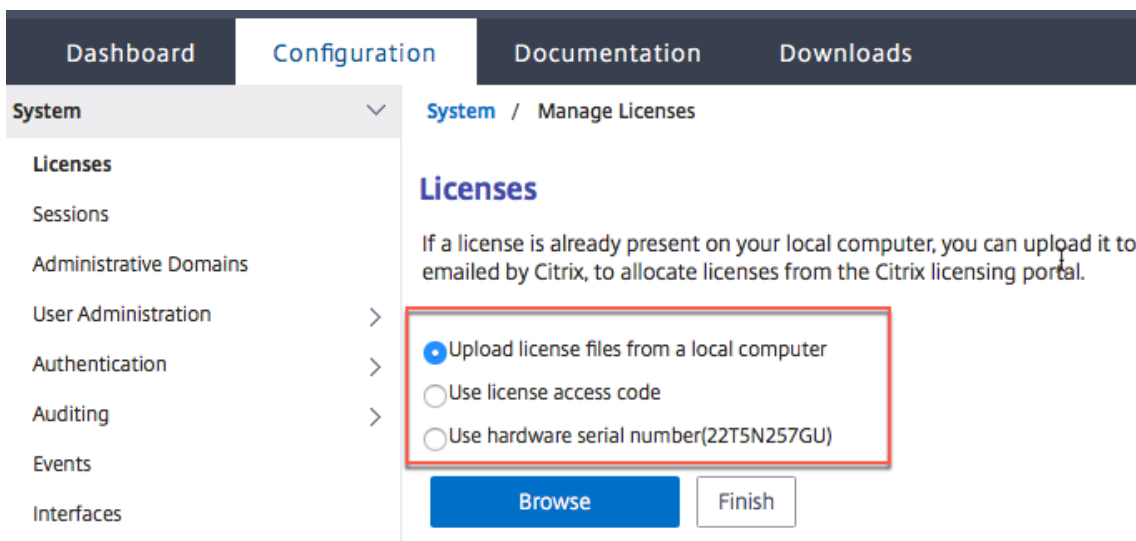 Dashboard Configuration Documentation Downloads
System
System / Manage Licenses
Licenses
Sessions
Administrative Domains
User Administration
Authentication
Auditing
Events
Interfaces
Licenses
If a license is already present on your local computer, you can upload it to
emailed by Citrix, to allocate licenses from the Citrix licensing portal.
Upload license files from a local computer
Use license access code
Use hardware serial number(22T5N257GU)
Browse Finish